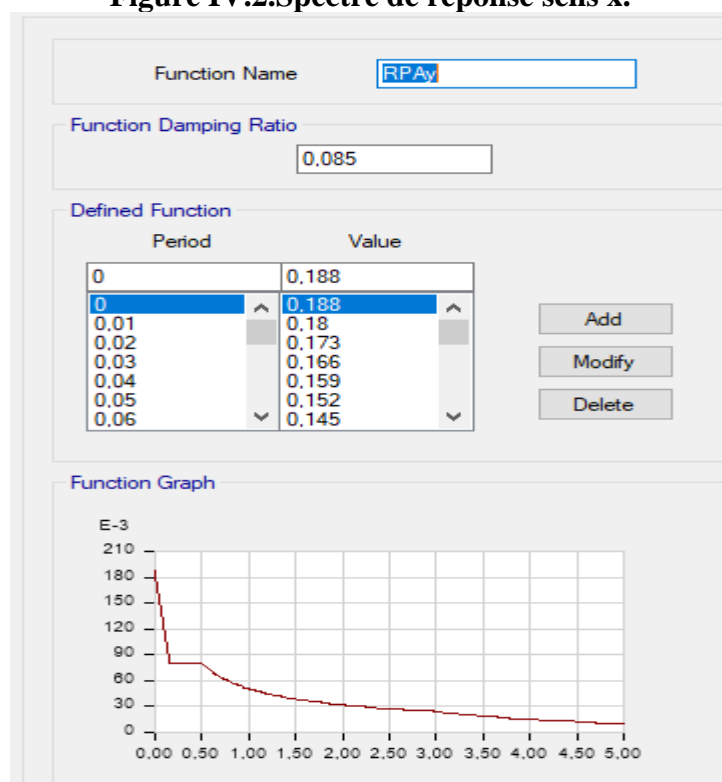 Figure IV.2.Spectre de réponse sens x.
Function Name RPAy
Function Damping Ratio
0,085
Defined Function
Period Value
0 0,188
0 0,188
0,01 0,18
0,02 0,173
0,03 0,166
0,04 0,159
0,05 0,152
0,06 0,145
Add
Modify
Delete
Function Graph
E-3
210
180
150
120
90
60
30
0
0,00 0,50 1,00 1,50 2,00 2,50 3,00 3,50 4,00 4,50 5,00